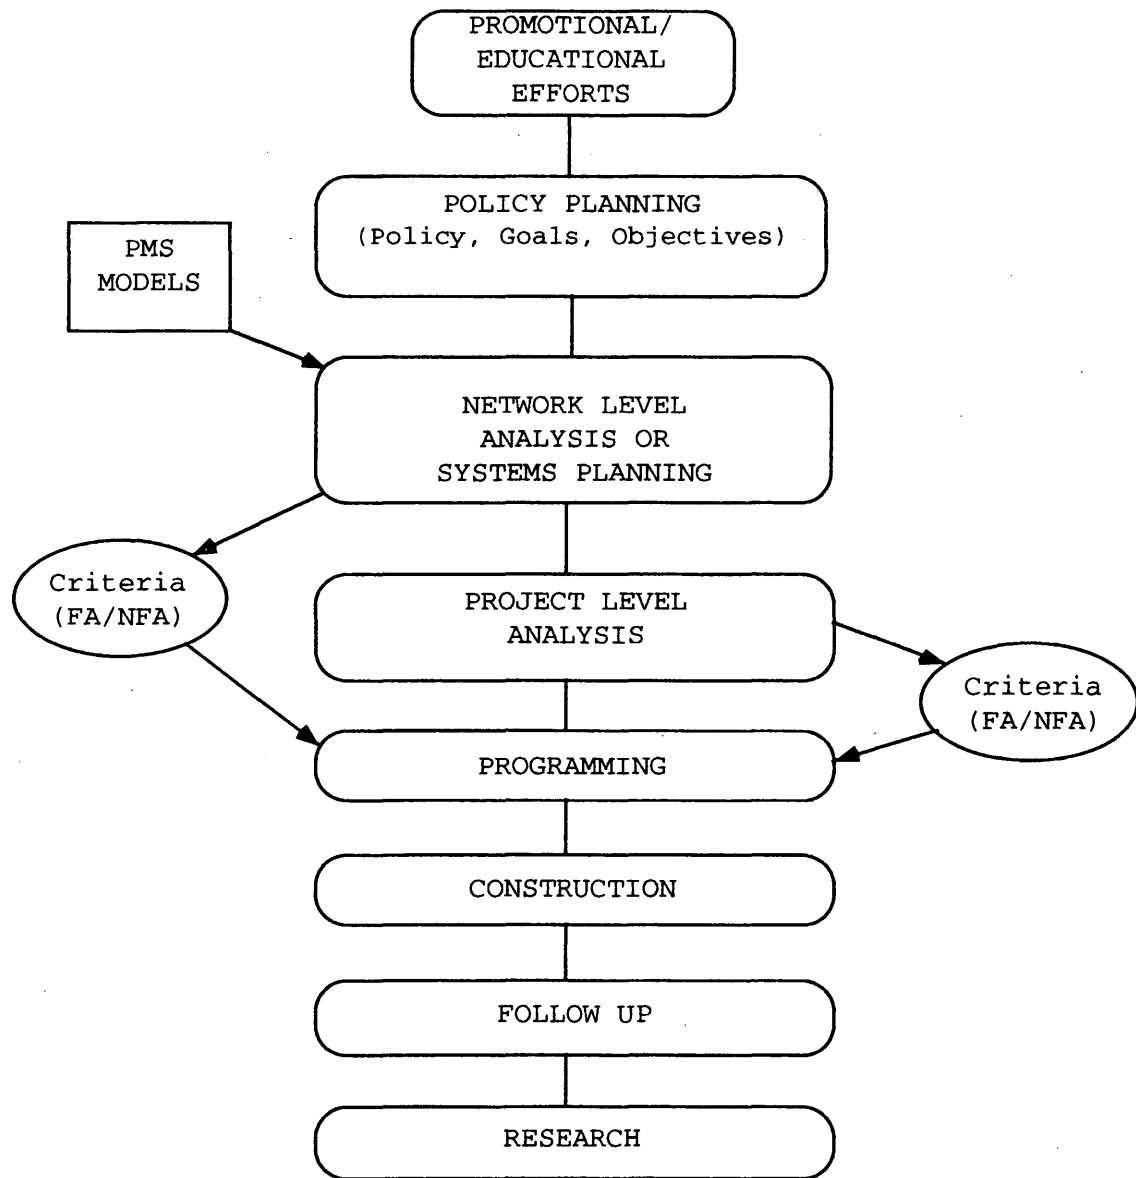 PROMOTIONAL/
EDUCATIONAL
EFFORTS
POLICY PLANNING
(Policy, Goals, Objectives)
PMS
MODELS
NETWORK LEVEL
ANALYSIS OR
SYSTEMS PLANNING
Criteria
(FA/NFA)
PROJECT LEVEL
ANALYSIS
Criteria
(FA/NFA)
PROGRAMMING
CONSTRUCTION
FOLLOW UP
RESEARCH